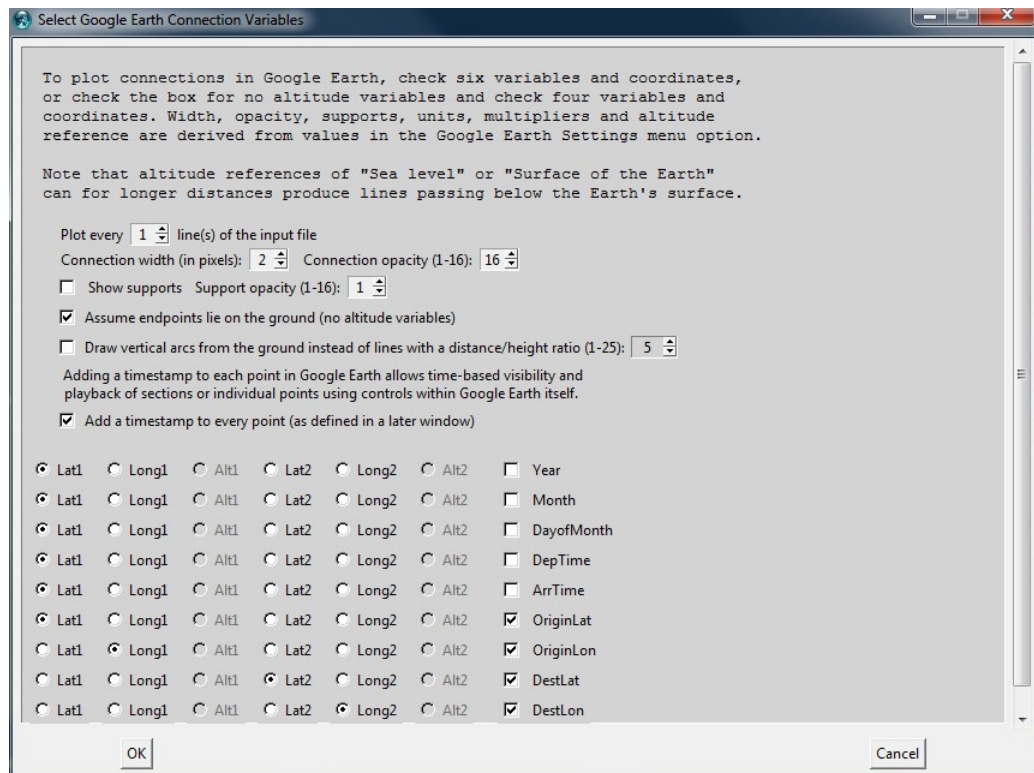 Select Google Earth Connection Variables
To plot connections in Google Earth, check six variables and coordinates,
or check the box for no altitude variables and check four variables and
coordinates. Width, opacity, supports, units, multipliers and altitude
reference are derived from values in the Google Earth Settings menu option.
Note that altitude references of "Sea level" or "Surface of the Earth"
can for longer distances produce lines passing below the Earth's surface.
Plot every 1 line(s) of the input file
Connection width (in pixels): 2 Connection opacity (1-16): 16
Show supports Support opacity (1-16): 1
Assume endpoints lie on the ground (no altitude variables)
Draw vertical arcs from the ground instead of lines with a distance/height ratio (1-25): 5
Adding a timestamp to each point in Google Earth allows time-based visibility and
playback of sections or individual points using controls within Google Earth itself.
Add a timestamp to every point (as defined in a later window)
Lat1 Long1 Alt1 Lat2 Long2 Alt2 Year
Lat1 Long1 Alt1 Lat2 Long2 Alt2 Month
Lat1 Long1 Alt1 Lat2 Long2 Alt2 DayofMonth
Lat1 Long1 Alt1 Lat2 Long2 Alt2 DepTime
Lat1 Long1 Alt1 Lat2 Long2 Alt2 ArrTime
Lat1 Long1 Alt1 Lat2 Long2 Alt2 OriginLat
Lat1 Long1 Alt1 Lat2 Long2 Alt2 OriginLon
Lat1 Long1 Alt1 Lat2 Long2 Alt2 DestLat
Lat1 Long1 Alt1 Lat2 Long2 Alt2 DestLon
OK Cancel